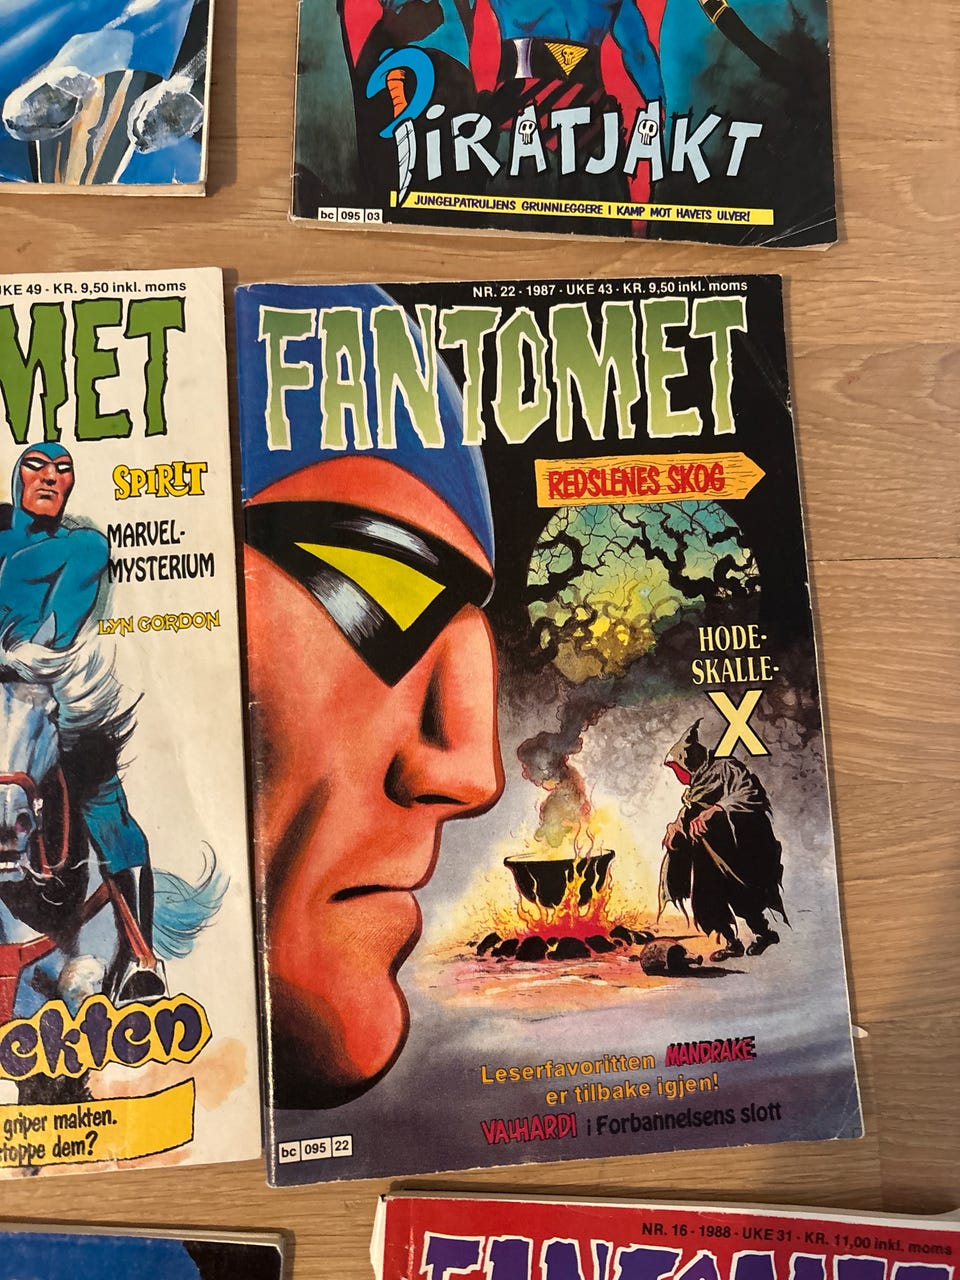 PIRATJAKT
JUNGELPATRULJENS GRUNNLEGGERE I KAMP MOT HAVETS ULVER!
bc 095 03
UKE 49 - KR. 9,50 inkl. moms
MET
SPIRIT
MARVEL-
MYSTERIUM
LYN GORDON
ekten
griper makten.
toppe dem?
NR. 22 - 1987 - UKE 43 - KR. 9,50 inkl. moms
FANTOMET
REDSLENES SKOG
HODE-
SKALLE-
X
Leserfavoritten MANDRAKE
er tilbake igjen!
VALHARDI i Forbannelsens slott
bc 095 22
NR. 16 - 1988 - UKE 31 - KR. 11,00 inkl. moms
FANTOMET